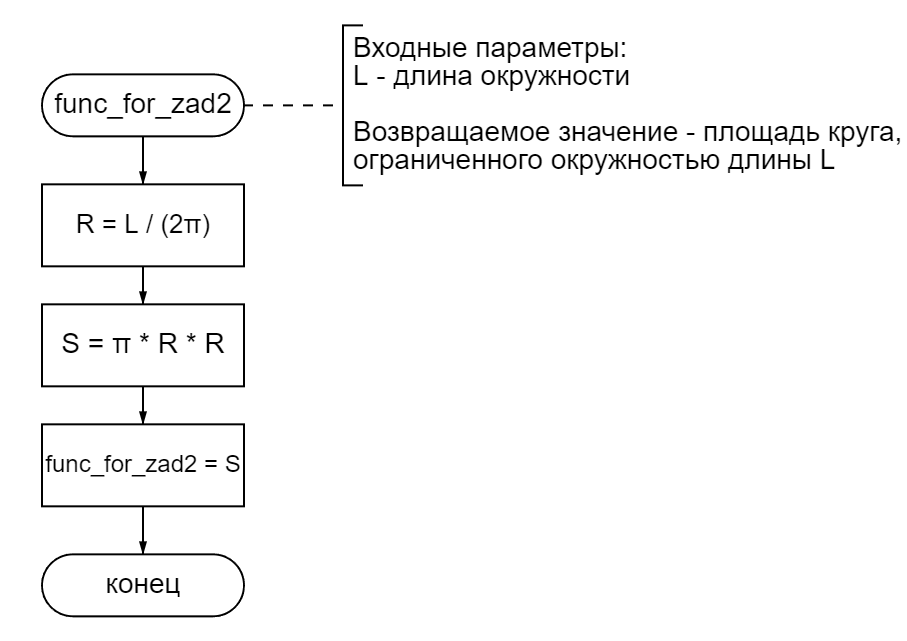 func_for_zad2
Входные параметры:
L - длина окружности
Возвращаемое значение - площадь круга,
ограниченного окружностью длины L
R = L / (2π)
S = π * R * R
func_for_zad2 = S
конец